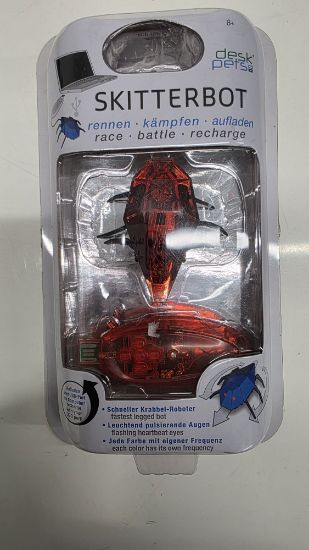 8+
desk
pets
SKITTERBOT
rennen · kämpfen · aufladen
race · battle · recharge
• Schneller Krabbel-Roboter
fastest legged bot
• Leuchtend pulsierende Augen
flashing heartbeat eyes
• Jede Farbe mit eigener Frequenz
each color has its own frequency